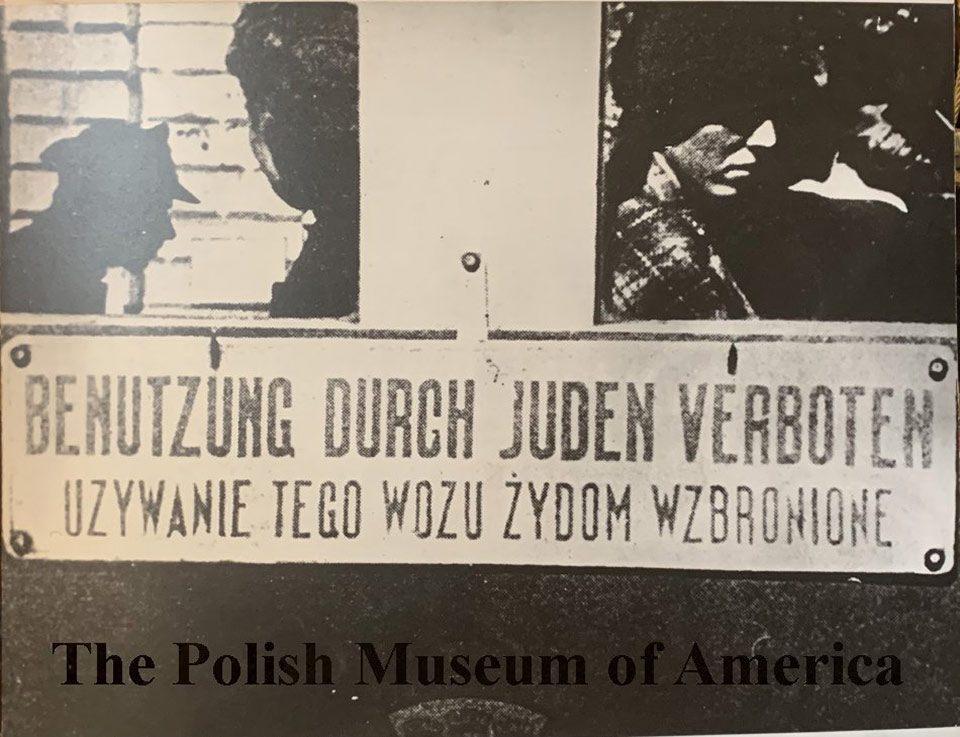 BENUTZUNG DURCH JUDEN VERBOTEN
UZYWANIE TEGO WOZU ŻYDOM WZBRONIONE
The Polish Museum of America